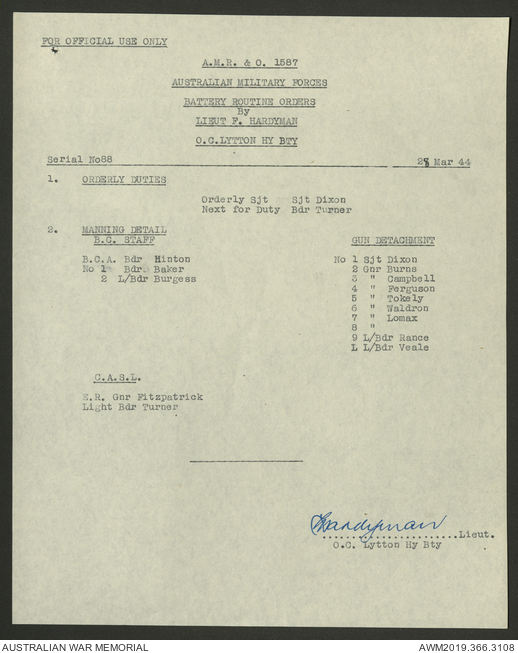 FOR OFFICIAL USE ONLY
A.M.R. & O. 1587
AUSTRALIAN MILITARY FORCES
BATTERY ROUTINE ORDERS
By
LIEUT F. HARDYMAN
O.C.LYTTON HY BTY
Serial No88 28 Mar 44
1. ORDERLY DUTIES
Orderly Sjt Sjt Dixon
Next for Duty Bdr Turner
2. MANNING DETAIL
B.C. STAFF
B.C.A. Bdr Hinton
No 1 Bdr Baker
2 L/Bdr Burgess
GUN DETACHMENT
No 1 Sjt Dixon
2 Gnr Burns
3 " Campbell
4 " Ferguson
5 " Tokely
6 " Waldron
7 " Lomax
8 "
9 L/Bdr Rance
L L/Bdr Veale
C.A.S.L.
E.R. Gnr Fitzpatrick
Light Bdr Turner
Hardyman
....................Lieut.
O.C. Lytton Hy Bty
AUSTRALIAN WAR MEMORIAL AWM2019.366.3108